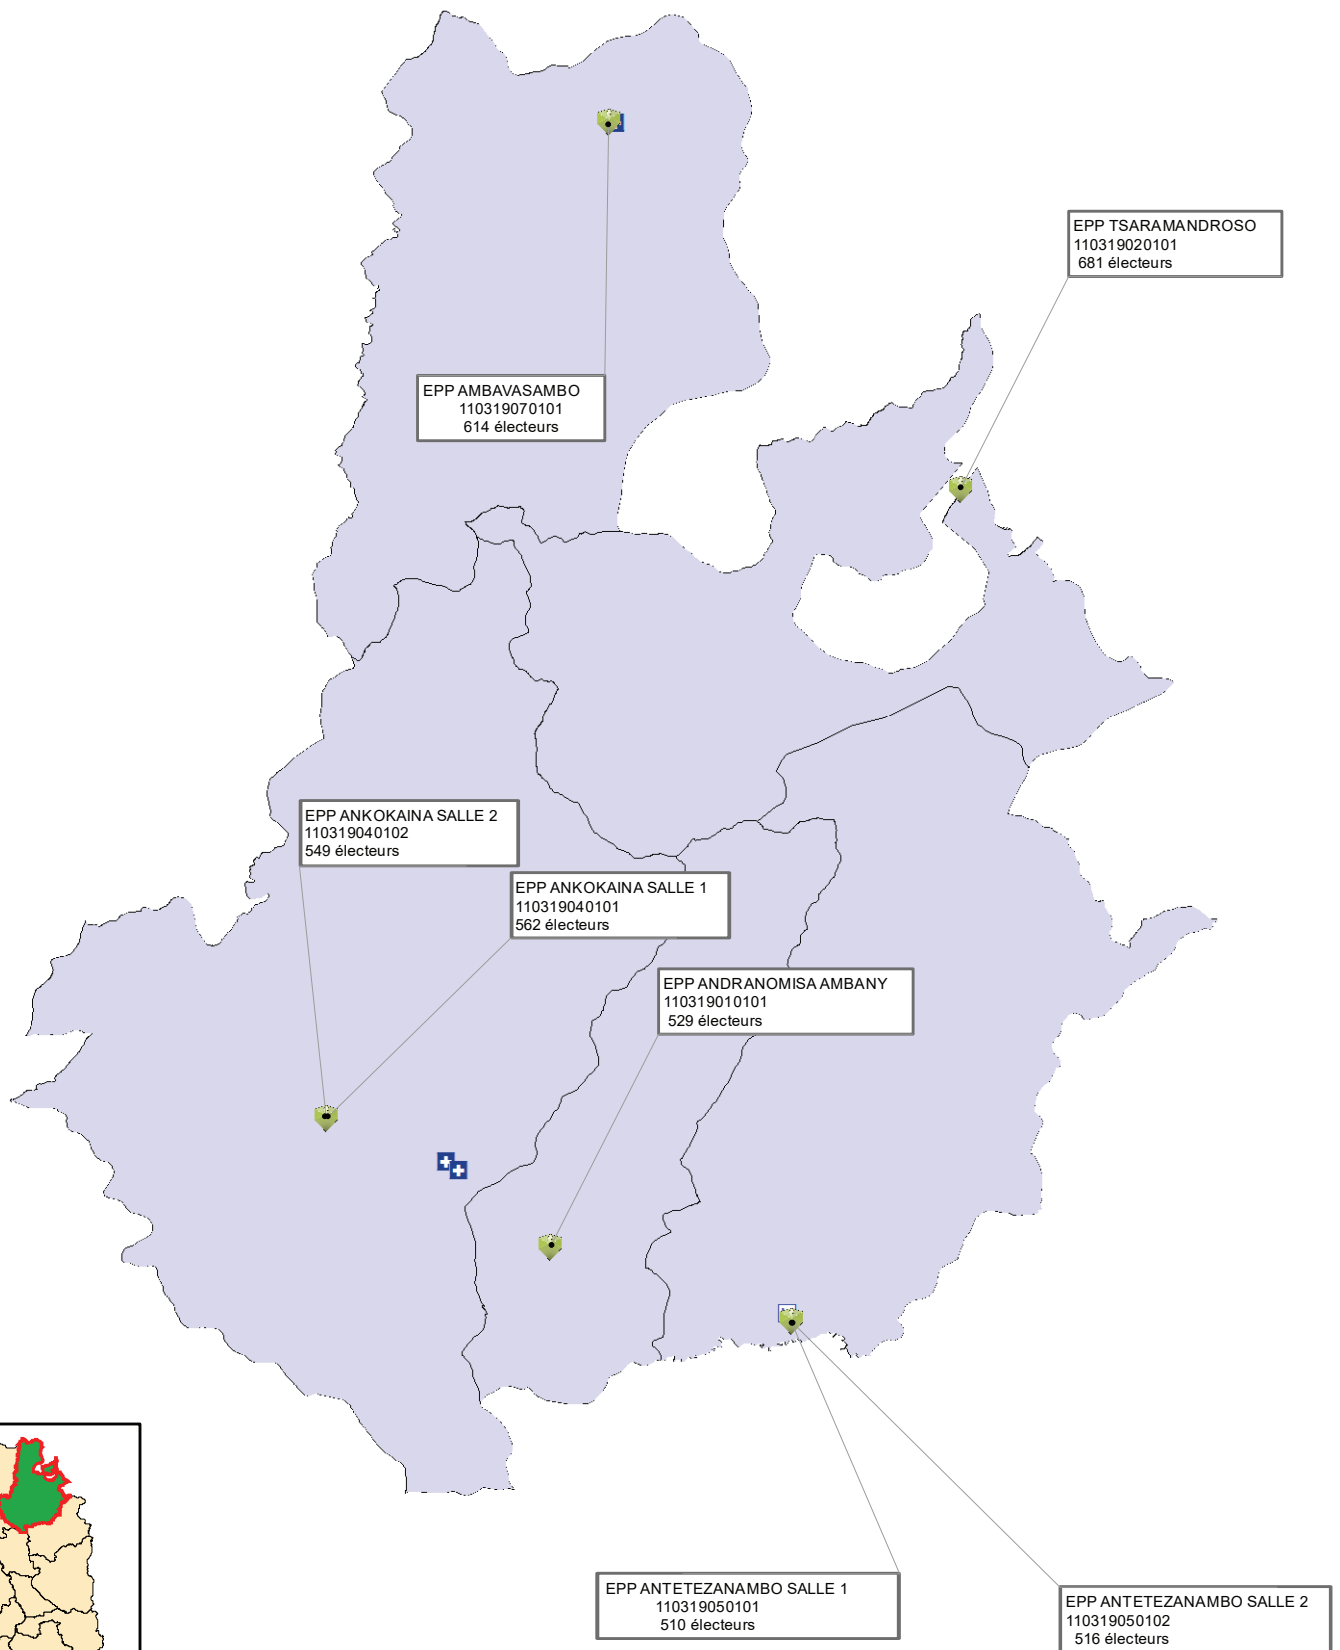 EPP TSARAMANDROSO
110319020101
681 électeurs
EPP AMBAVASAMBO
110319070101
614 électeurs
EPP ANKOKAINA SALLE 2
110319040102
549 électeurs
EPP ANKOKAINA SALLE 1
110319040101
562 électeurs
EPP ANDRANOMISA AMBANY
110319010101
529 électeurs
EPP ANTETEZANAMBO SALLE 1
110319050101
510 électeurs
EPP ANTETEZANAMBO SALLE 2
110319050102
516 électeurs